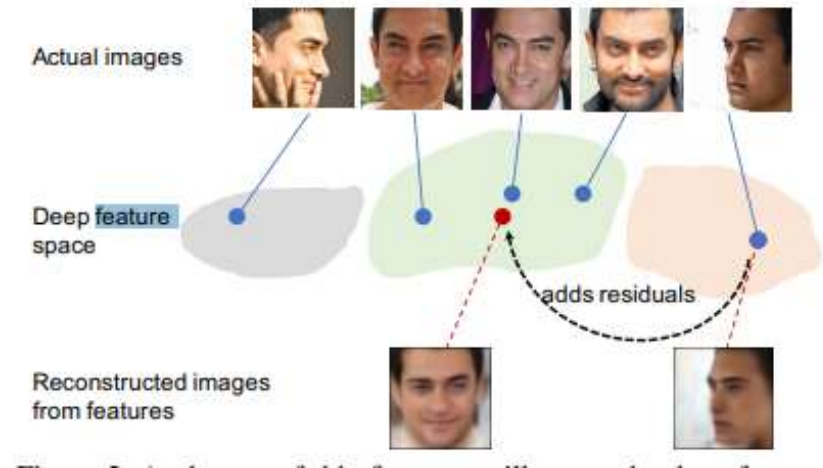 Actual images
Deep feature
space
adds residuals
Reconstructed images
from features